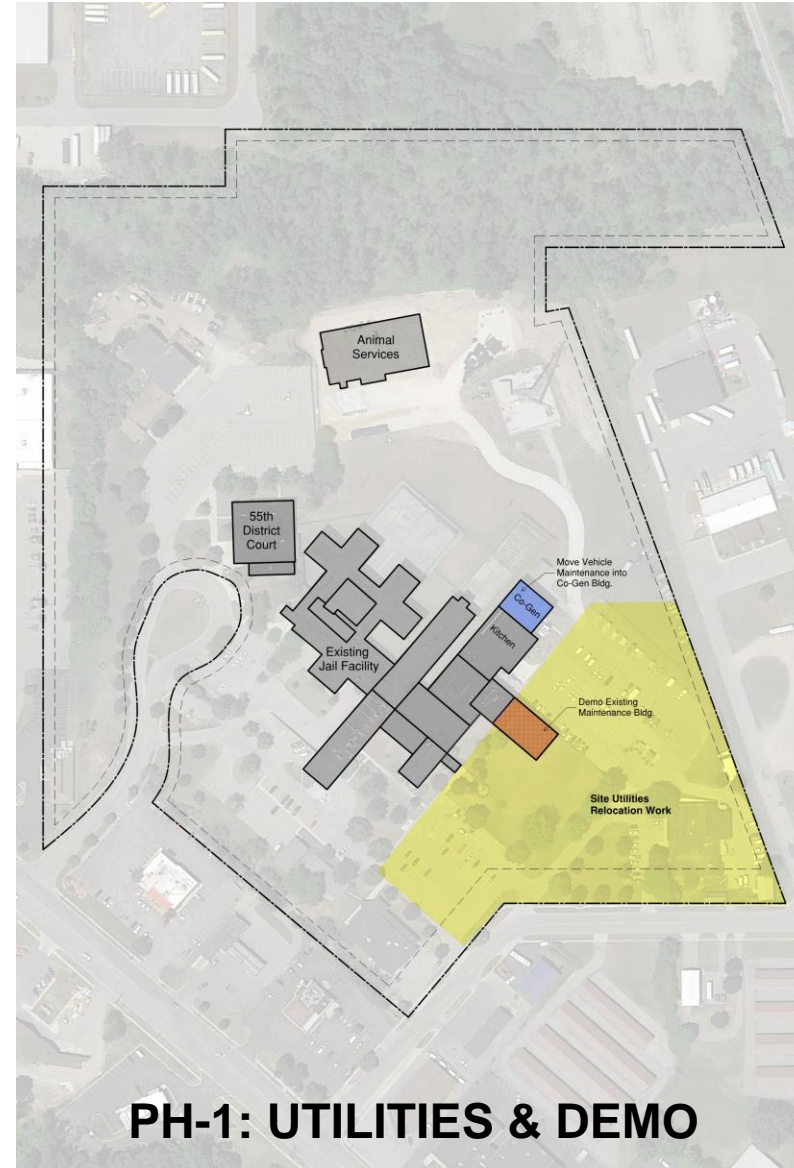 Animal
Services
55th
District
Court
Move Vehicle
Maintenance into
Co-Gen Bldg.
Co-Gen
Kitchen
Existing
Jail Facility
Demo Existing
Maintenance Bldg.
Site Utilities
Relocation Work
PH-1: UTILITIES & DEMO